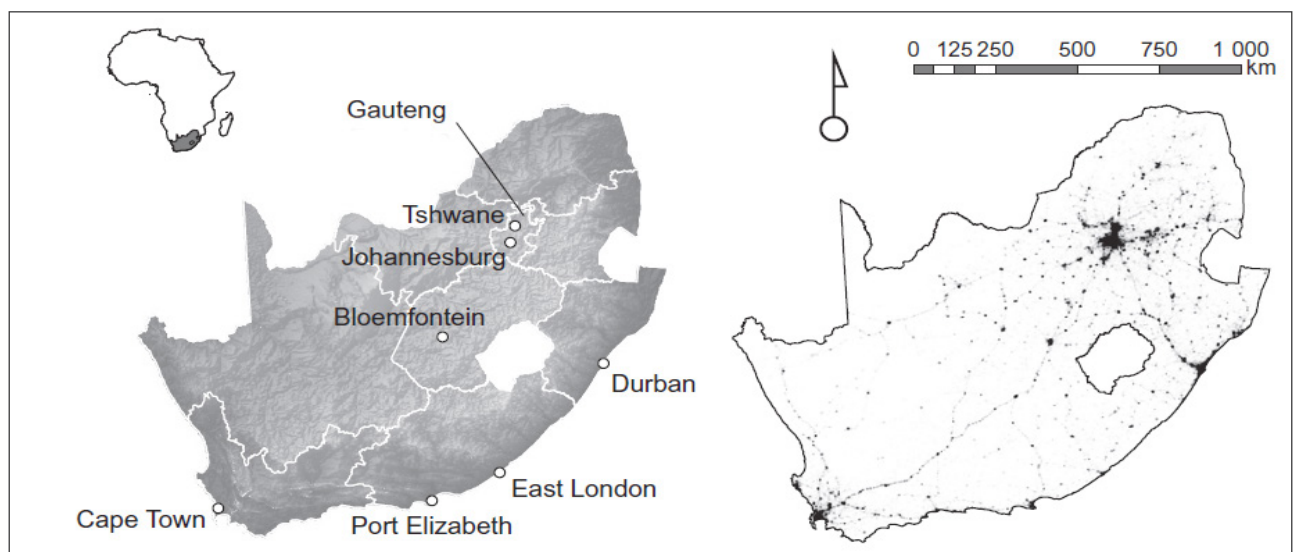 0 125 250 500 750 1 000
km
Gauteng
Tshwane
Johannesburg
Bloemfontein
Durban
East London
Cape Town
Port Elizabeth